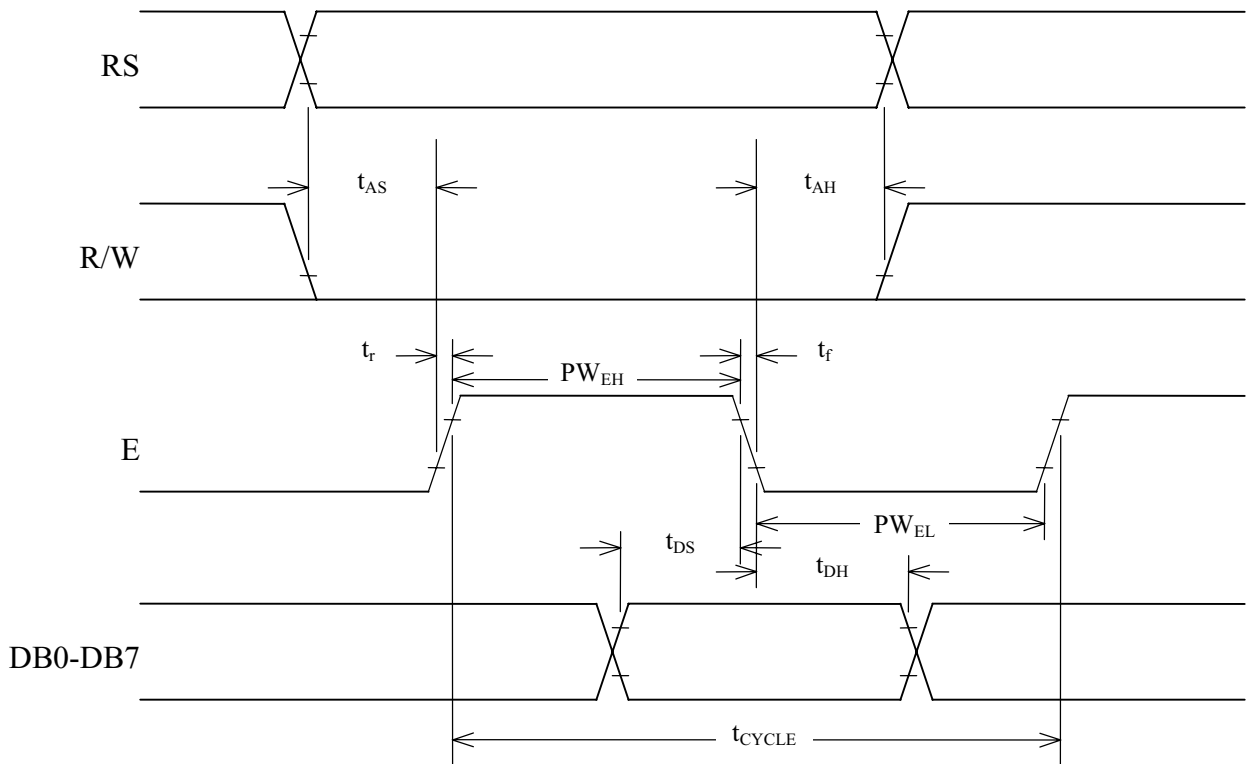 RS
t_AS
t_AH
R/W
t_r
t_f
PW_EH
E
PW_EL
t_DS
t_DH
DB0-DB7
t_CYCLE